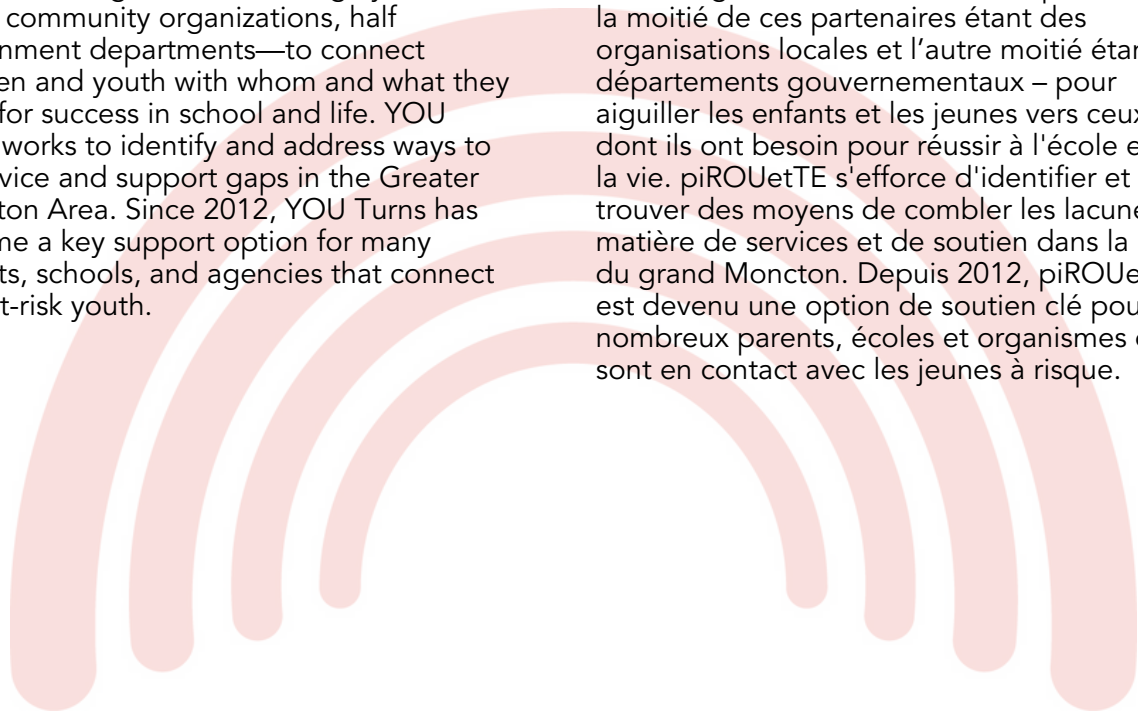 community organizations, half
nment departments—to connect
en and youth with whom and what they
for success in school and life. YOU
works to identify and address ways to
vice and support gaps in the Greater
ton Area. Since 2012, YOU Turns has
me a key support option for many
ts, schools, and agencies that connect
t-risk youth.
la moitié de ces partenaires étant des
organisations locales et l’autre moitié étan
départements gouvernementaux – pour
aiguiller les enfants et les jeunes vers ceux
dont ils ont besoin pour réussir à l'école e
la vie. piROUetTE s'efforce d'identifier et
trouver des moyens de combler les lacune
matière de services et de soutien dans la
du grand Moncton. Depuis 2012, piROUe
est devenu une option de soutien clé pou
nombreux parents, écoles et organismes
sont en contact avec les jeunes à risque.